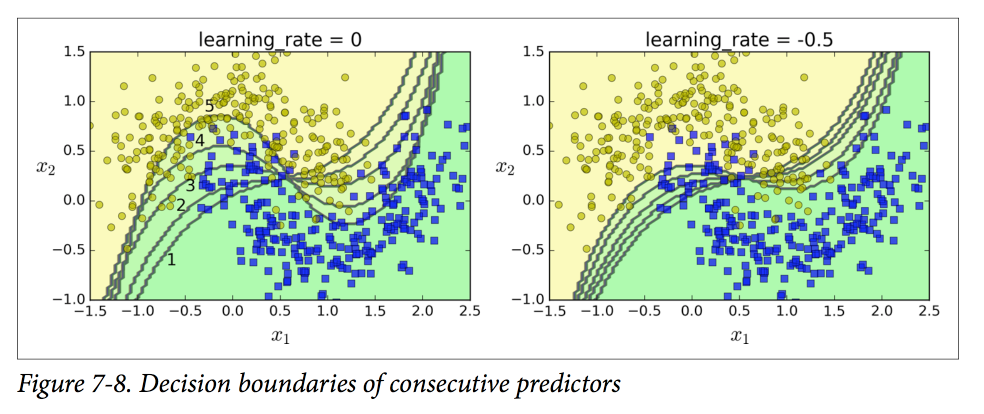 learning_rate = 0
1.5
1.0
0.5
0.0
−0.5
−1.0
x2
5
4
3
2
1
−1.5 −1.0 −0.5 0.0 0.5 1.0 1.5 2.0 2.5
x1
learning_rate = -0.5
1.5
1.0
0.5
0.0
−0.5
−1.0
x2
−1.5 −1.0 −0.5 0.0 0.5 1.0 1.5 2.0 2.5
x1
Figure 7-8. Decision boundaries of consecutive predictors